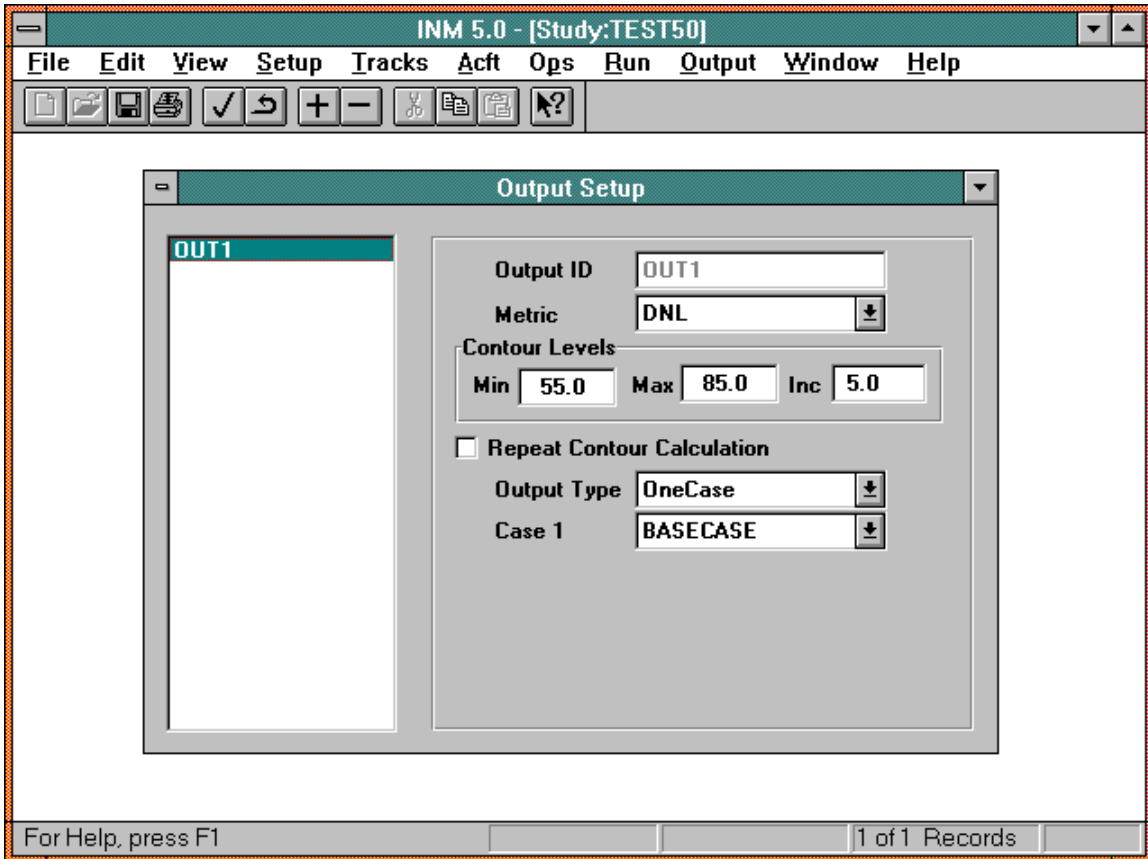 INM 5.0 - [Study:TEST50]
File Edit View Setup Tracks Acft Ops Run Output Window Help
Output Setup
OUT1
Output ID OUT1
Metric DNL
Contour Levels
Min 55.0 Max 85.0 Inc 5.0
Repeat Contour Calculation
Output Type OneCase
Case 1 BASECASE
For Help, press F1 1 of 1 Records